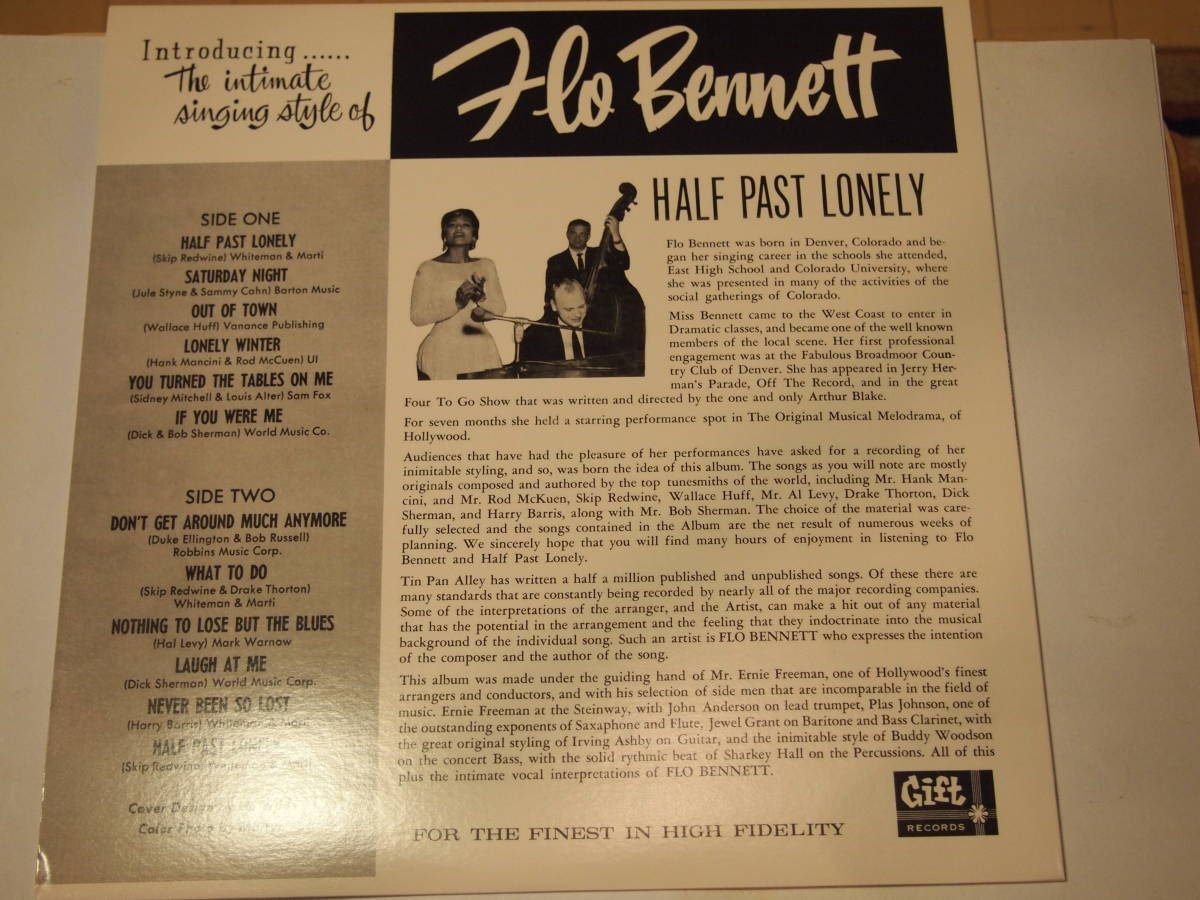 Introducing ......
The intimate
singing style of
Flo Bennett
SIDE ONE
HALF PAST LONELY
(Skip Redwine) Whiteman & Marti
SATURDAY NIGHT
(Jule Styne & Sammy Cahn) Barton Music
OUT OF TOWN
(Wallace Huff) Vanance Publishing
LONELY WINTER
(Hank Mancini & Rod McCuen) UI
YOU TURNED THE TABLES ON ME
(Sidney Mitchell & Louis Alter) Sam Fox
IF YOU WERE ME
(Dick & Bob Sherman) World Music Co.
SIDE TWO
DON'T GET AROUND MUCH ANYMORE
(Duke Ellington & Bob Russell)
Robbins Music Corp.
WHAT TO DO
(Skip Redwine & Drake Thorton)
Whiteman & Marti
NOTHING TO LOSE BUT THE BLUES
(Hal Levy) Mark Warnow
LAUGH AT ME
(Dick Sherman) World Music Corp.
NEVER BEEN SO LOST
(Harry Barris) Whiteman & Marti
HALF PAST LONELY
(Skip Redwine) Whiteman & Marti
Cover Design
Color Photo by
HALF PAST LONELY
Flo Bennett was born in Denver, Colorado and be-
gan her singing career in the schools she attended,
East High School and Colorado University, where
she was presented in many of the activities of the
social gatherings of Colorado.
Miss Bennett came to the West Coast to enter in
Dramatic classes, and became one of the well known
members of the local scene. Her first professional
engagement was at the Fabulous Broadmoor Coun-
try Club of Denver. She has appeared in Jerry Her-
man's Parade, Off The Record, and in the great
Four To Go Show that was written and directed by the one and only Arthur Blake.
For seven months she held a starring performance spot in The Original Musical Melodrama, of
Hollywood.
Audiences that have had the pleasure of her performances have asked for a recording of her
inimitable styling, and so, was born the idea of this album. The songs as you will note are mostly
originals composed and authored by the top tunesmiths of the world, including Mr. Hank Man-
cini, and Mr. Rod McKuen, Skip Redwine, Wallace Huff, Mr. Al Levy, Drake Thorton, Dick
Sherman, and Harry Barris, along with Mr. Bob Sherman. The choice of the material was care-
fully selected and the songs contained in the Album are the net result of numerous weeks of
planning. We sincerely hope that you will find many hours of enjoyment in listening to Flo
Bennett and Half Past Lonely.
Tin Pan Alley has written a half a million published and unpublished songs. Of these there are
many standards that are constantly being recorded by nearly all of the major recording companies.
Some of the interpretations of the arranger, and the Artist, can make a hit out of any material
that has the potential in the arrangement and the feeling that they indoctrinate into the musical
background of the individual song. Such an artist is FLO BENNETT who expresses the intention
of the composer and the author of the song.
This album was made under the guiding hand of Mr. Ernie Freeman, one of Hollywood's finest
arrangers and conductors, and with his selection of side men that are incomparable in the field of
music. Ernie Freeman at the Steinway, with John Anderson on lead trumpet, Plas Johnson, one of
the outstanding exponents of Saxaphone and Flute, Jewel Grant on Baritone and Bass Clarinet, with
the great original styling of Irving Ashby on Guitar, and the inimitable style of Buddy Woodson
on the concert Bass, with the solid rythmic beat of Sharkey Hall on the Percussions. All of this
plus the intimate vocal interpretations of FLO BENNETT.
FOR THE FINEST IN HIGH FIDELITY
Gift
RECORDS